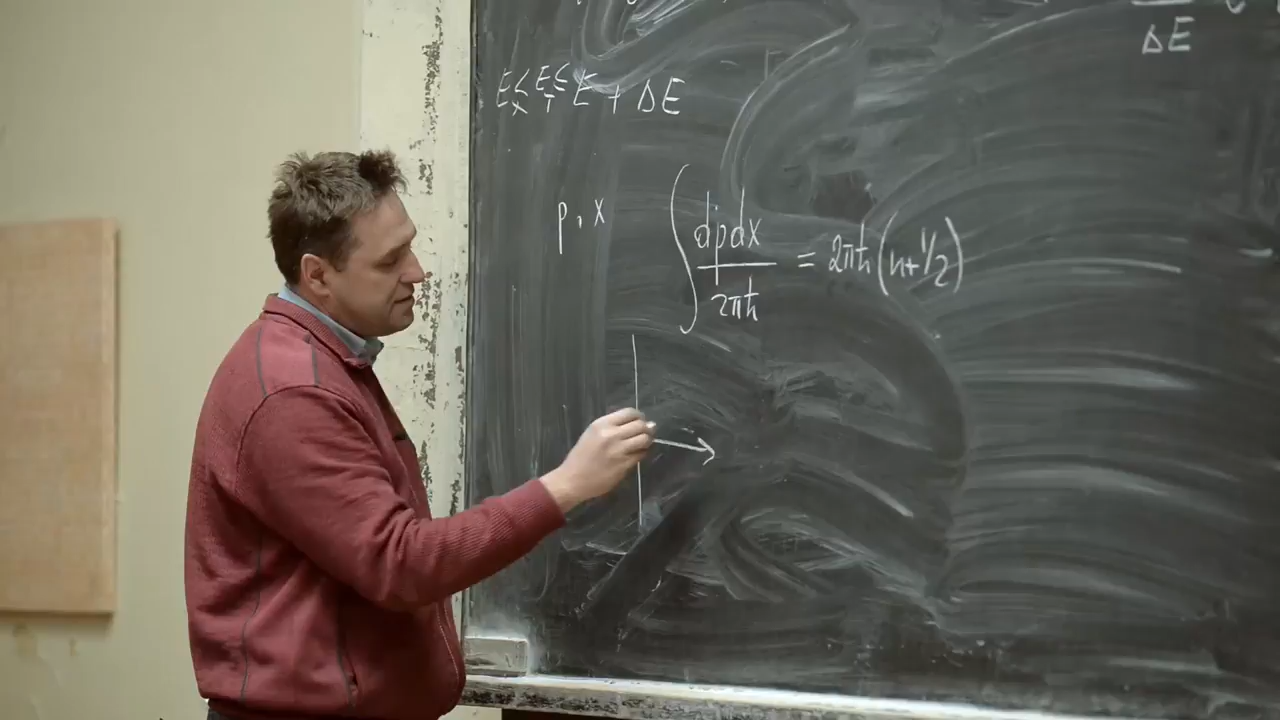 ΔE
E ≤ E ≤ E + ΔE
p, x ∫ dpdx / 2πħ = 2πħ (n+1/2)